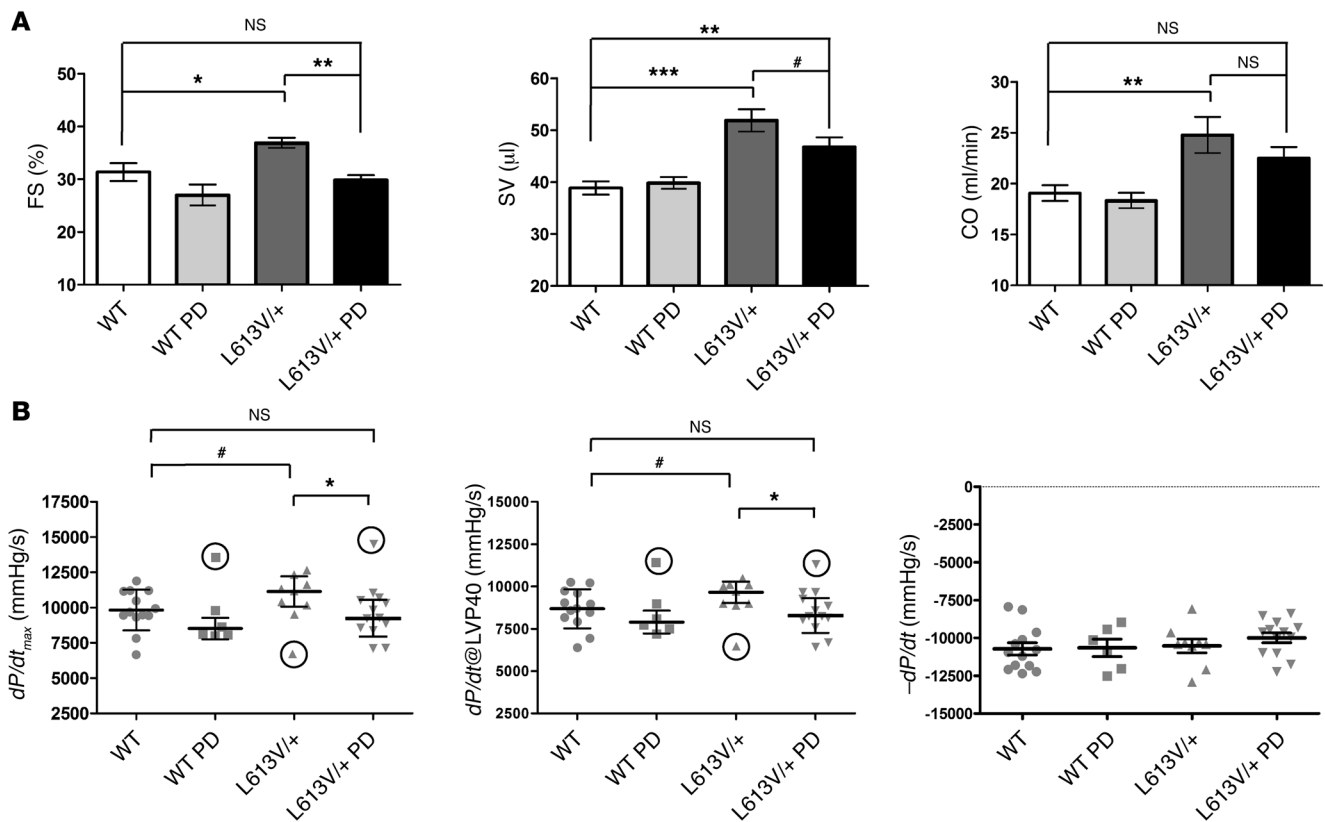 A
NS
*
**
FS (%)
50
40
30
20
10
WT
WT PD
L613V/+
L613V/+ PD
**
***
#
SV (μl)
60
50
40
30
20
WT
WT PD
L613V/+
L613V/+ PD
NS
**
NS
CO (ml/min)
30
25
20
15
10
WT
WT PD
L613V/+
L613V/+ PD
B
NS
#
*
dP/dtmax (mmHg/s)
17500
15000
12500
10000
7500
5000
2500
WT
WT PD
L613V/+
L613V/+ PD
NS
#
*
dP/dt@LVP40 (mmHg/s)
15000
12500
10000
7500
5000
2500
WT
WT PD
L613V/+
L613V/+ PD
–dP/dt (mmHg/s)
0
-2500
-5000
-7500
-10000
-12500
-15000
WT
WT PD
L613V/+
L613V/+ PD